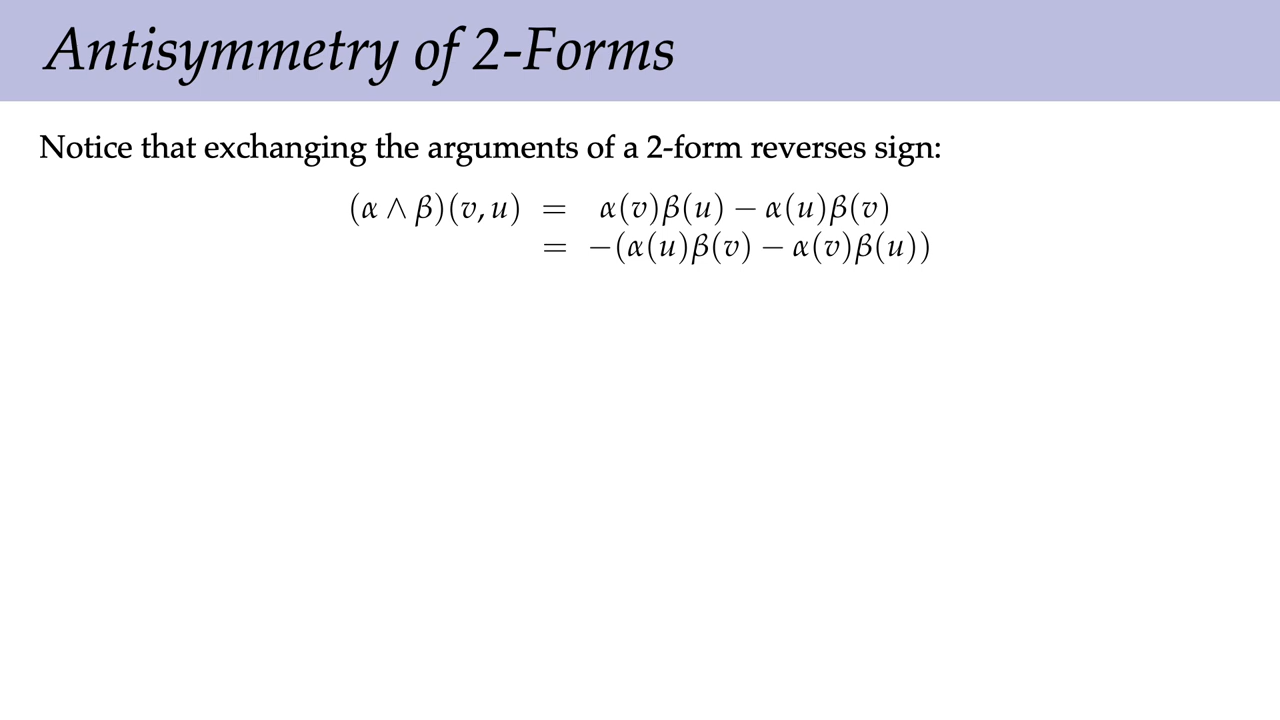 Antisymmetry of 2-Forms
Notice that exchanging the arguments of a 2-form reverses sign:
(α ∧ β)(v, u) = α(v)β(u) − α(u)β(v)
= −(α(u)β(v) − α(v)β(u))